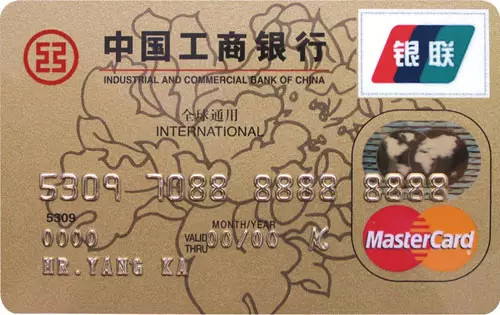 中国工商银行
INDUSTRIAL AND COMMERCIAL BANK OF CHINA
银联
全球通用
INTERNATIONAL
5309 7088 8888 8888
5309
MONTH/YEAR
0000 VALID THRU 00/00 K
MR.YANG KA
MasterCard